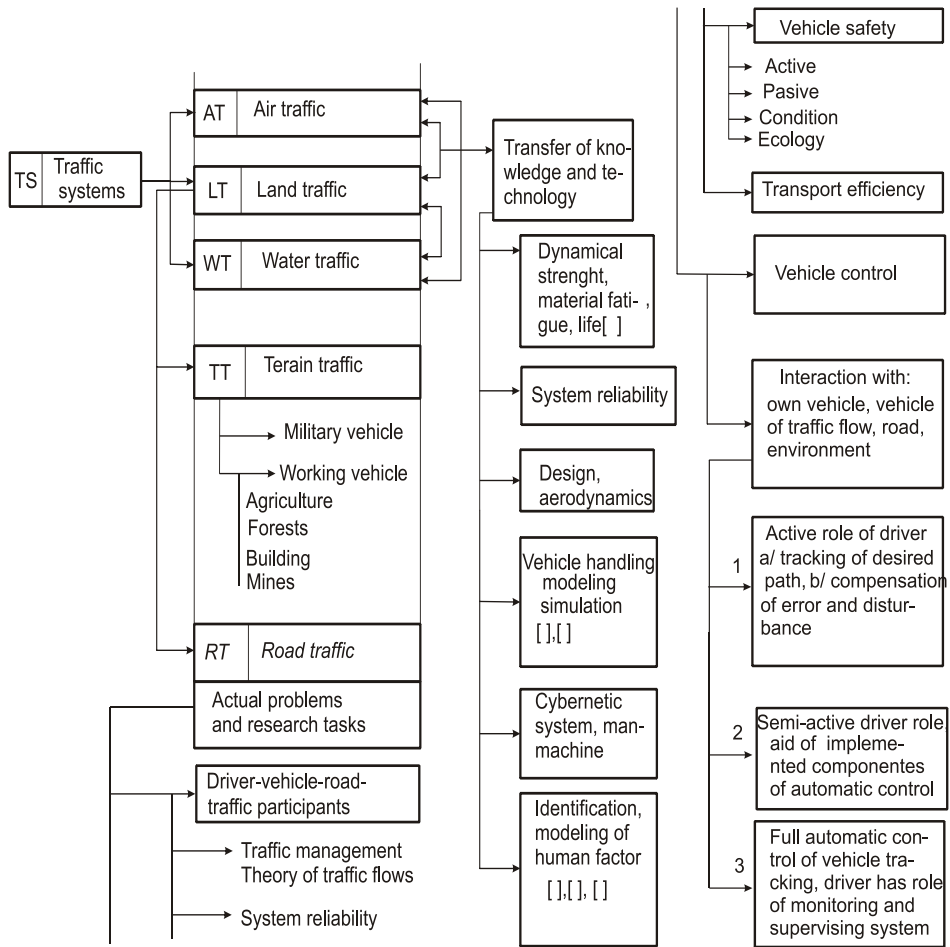 TS
Traffic
systems
AT
Air traffic
LT
Land traffic
WT
Water traffic
TT
Terain traffic
Military vehicle
Working vehicle
Agriculture
Forests
Building
Mines
RT
Road traffic
Actual problems
and research tasks
Driver-vehicle-road-
traffic participants
Traffic management
Theory of traffic flows
System reliability
Transfer of kno-
wledge and te-
chnology
Dynamical
strenght,
material fati- ,
gue, life[ ]
System reliability
Design,
aerodynamics
Vehicle handling
modeling
simulation
[ ],[ ]
Cybernetic
system, man-
machine
Identification,
modeling of
human factor
[ ],[ ], [ ]
Vehicle safety
Active
Pasive
Condition
Ecology
Transport efficiency
Vehicle control
Interaction with:
own vehicle, vehicle
of traffic flow, road,
environment
1
Active role of driver
a/ tracking of desired
path, b/ compensation
of error and distur-
bance
2
Semi-active driver role,
aid of impleme-
nted componentes
of automatic control
3
Full automatic con-
trol of vehicle tra-
cking, driver has role
of monitoring and
supervising system